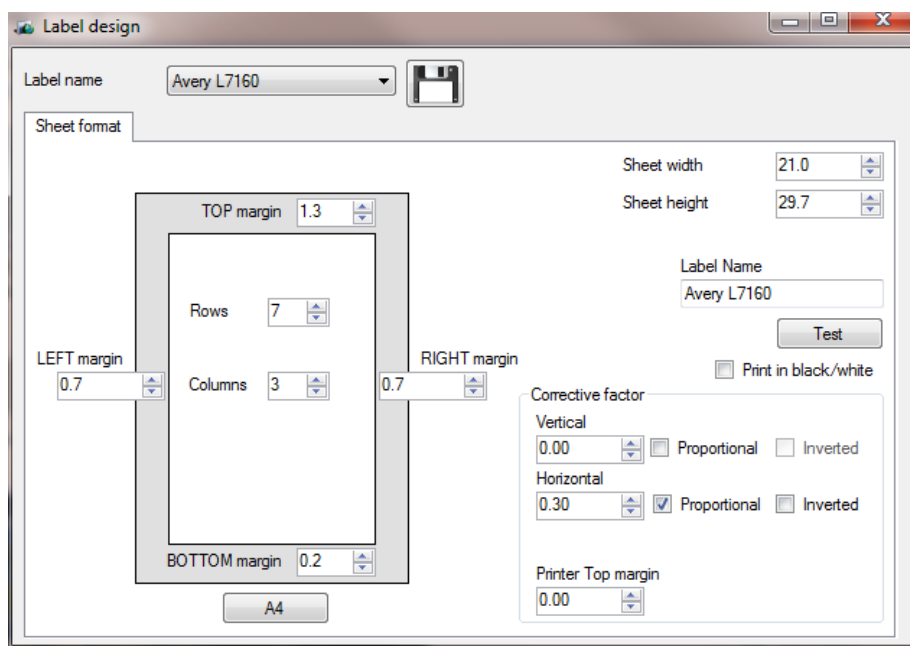 Label design
Label name Avery L7160
Sheet format
Sheet width 21.0
Sheet height 29.7
TOP margin 1.3
Label Name
Avery L7160
Rows 7
Test
LEFT margin RIGHT margin
Print in black/white
0.7 Columns 3 0.7
Corrective factor
Vertical
0.00 Proportional Inverted
Horizontal
0.30 Proportional Inverted
BOTTOM margin 0.2
Printer Top margin
A4
0.00